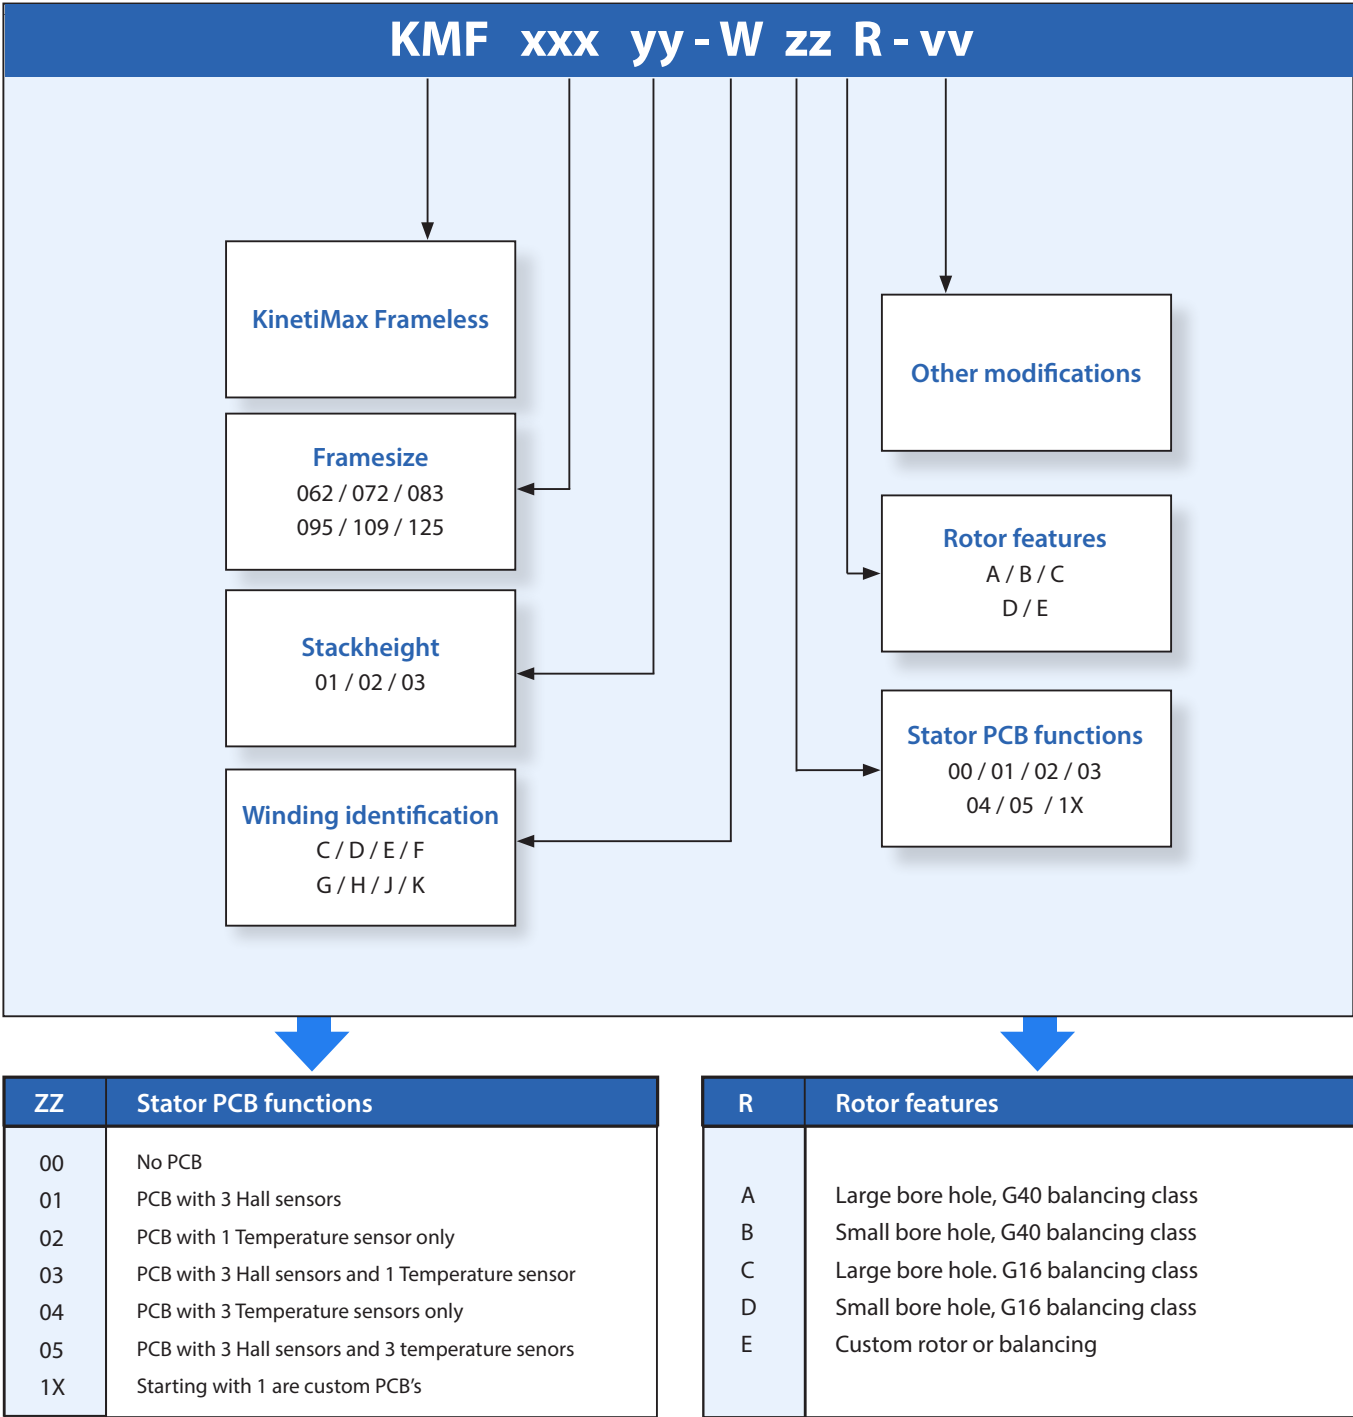 KMF xxx yy - W zz R - vv
KinetiMax Frameless
Framesize
062 / 072 / 083
095 / 109 / 125
Stackheight
01 / 02 / 03
Winding identification
C / D / E / F
G / H / J / K
Other modifications
Rotor features
A / B / C
D / E
Stator PCB functions
00 / 01 / 02 / 03
04 / 05 / 1X
ZZ Stator PCB functions
00 No PCB
01 PCB with 3 Hall sensors
02 PCB with 1 Temperature sensor only
03 PCB with 3 Hall sensors and 1 Temperature sensor
04 PCB with 3 Temperature sensors only
05 PCB with 3 Hall sensors and 3 temperature senors
1X Starting with 1 are custom PCB's
R Rotor features
A Large bore hole, G40 balancing class
B Small bore hole, G40 balancing class
C Large bore hole. G16 balancing class
D Small bore hole, G16 balancing class
E Custom rotor or balancing